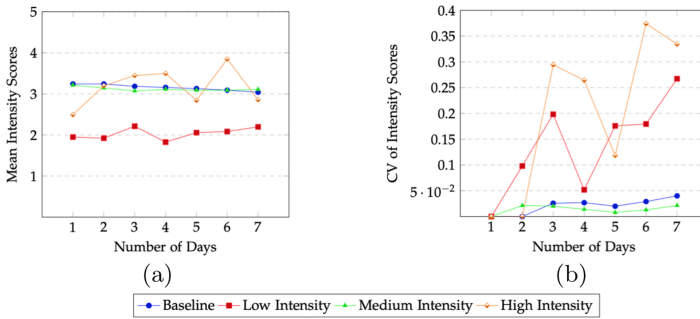 5
4
3
2
1
Mean Intensity Scores
1 2 3 4 5 6 7
Number of Days
(a)
0.4
0.35
0.3
0.25
0.2
0.15
0.1
5 · 10⁻²
CV of Intensity Scores
1 2 3 4 5 6 7
Number of Days
(b)
Baseline Low Intensity Medium Intensity High Intensity